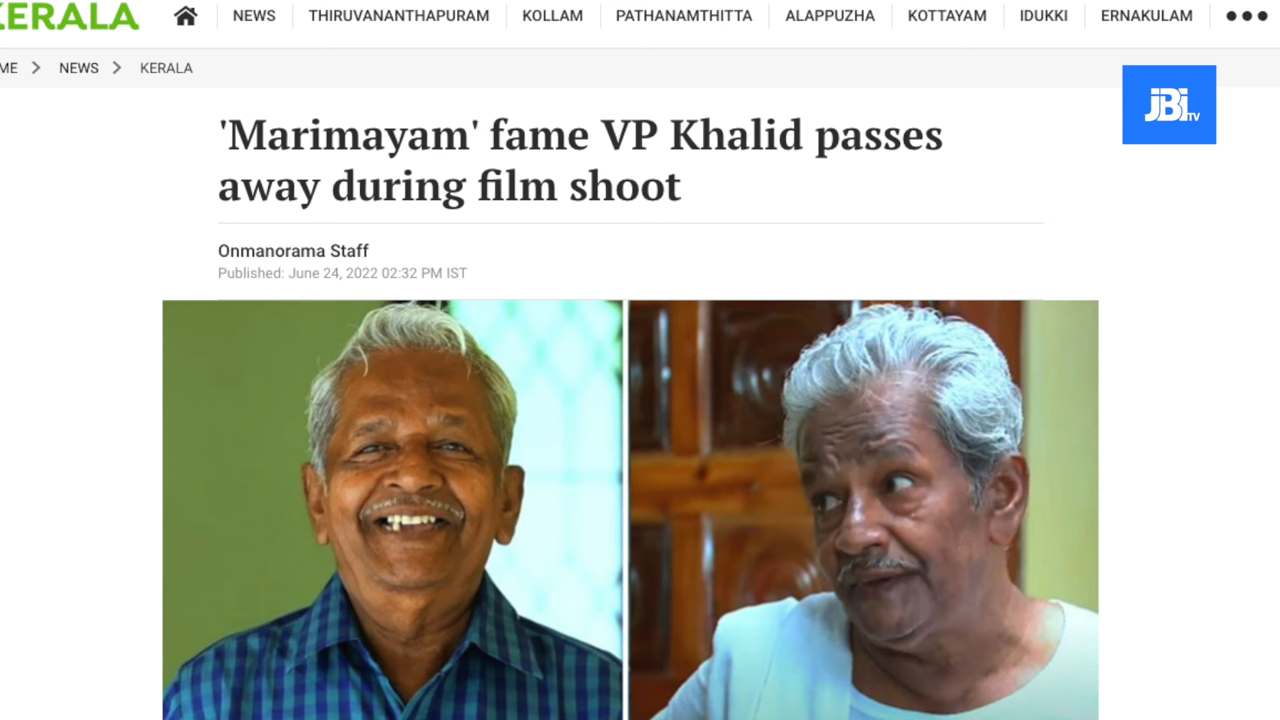 KERALA
NEWS THIRUVANANTHAPURAM KOLLAM PATHANAMTHITTA ALAPPUZHA KOTTAYAM IDUKKI ERNAKULAM
ME NEWS KERALA
JBI TV
'Marimayam' fame VP Khalid passes
away during film shoot
Onmanorama Staff
Published: June 24, 2022 02:32 PM IST